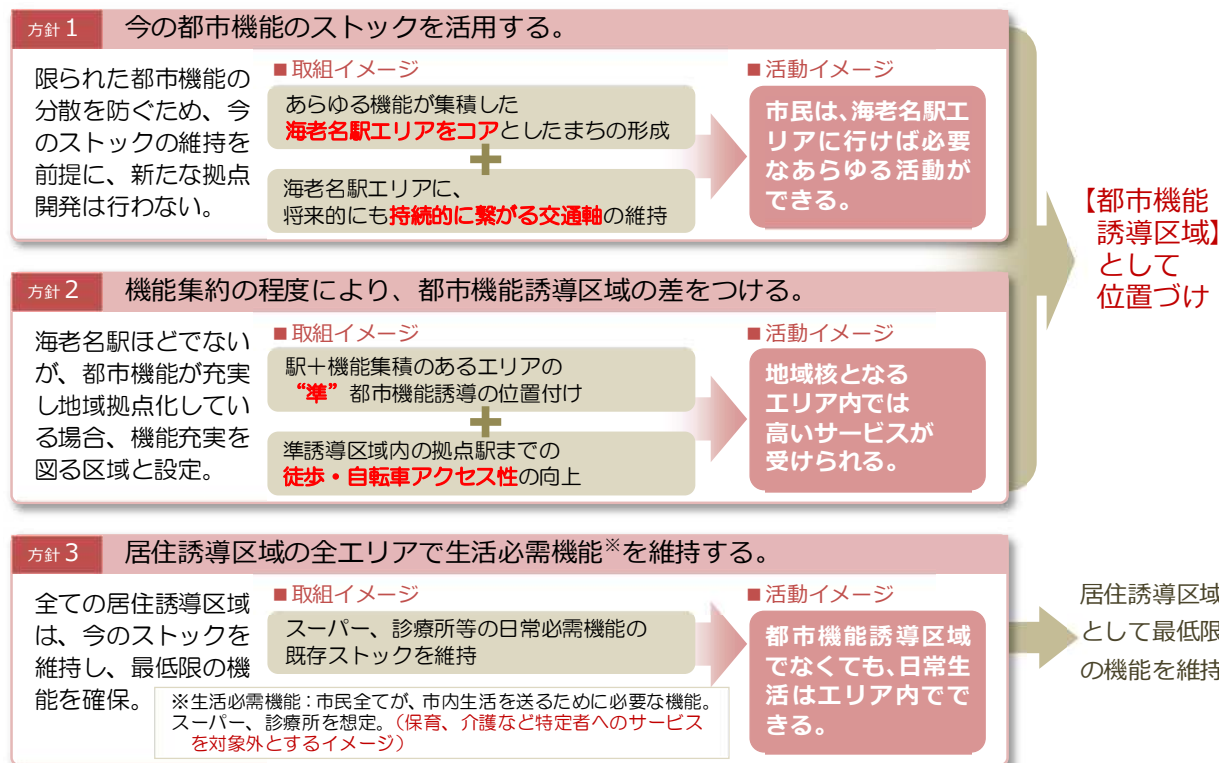 方針1 今の都市機能のストックを活用する。
限られた都市機能の
分散を防ぐため、今
のストックの維持を
前提に、新たな拠点
開発は行わない。
■取組イメージ
あらゆる機能が集積した
海老名駅エリアをコアとしたまちの形成
+
海老名駅エリアに、
将来的にも持続的に繋がる交通軸の維持
■活動イメージ
市民は、海老名駅エ
リアに行けば必要
なあらゆる活動が
できる。
方針2 機能集約の程度により、都市機能誘導区域の差をつける。
海老名駅ほどでない
が、都市機能が充実
し地域拠点化してい
る場合、機能充実を
図る区域と設定。
■取組イメージ
駅＋機能集積のあるエリアの
“準”都市機能誘導の位置付け
+
準誘導区域内の拠点駅までの
徒歩・自転車アクセス性の向上
■活動イメージ
地域核となる
エリア内では
高いサービスが
受けられる。
【都市機能
誘導区域】
として
位置づけ
方針3 居住誘導区域の全エリアで生活必需機能※を維持する。
全ての居住誘導区域
は、今のストックを
維持し、最低限の機
能を確保。
■取組イメージ
スーパー、診療所等の日常必需機能の
既存ストックを維持
※生活必需機能：市民全てが、市内生活を送るために必要な機能。
スーパー、診療所を想定。（保育、介護など特定者へのサービス
を対象外とするイメージ）
■活動イメージ
都市機能誘導区域
でなくても、日常生
活はエリア内ででき
る。
居住誘導区域
として最低限
の機能を維持